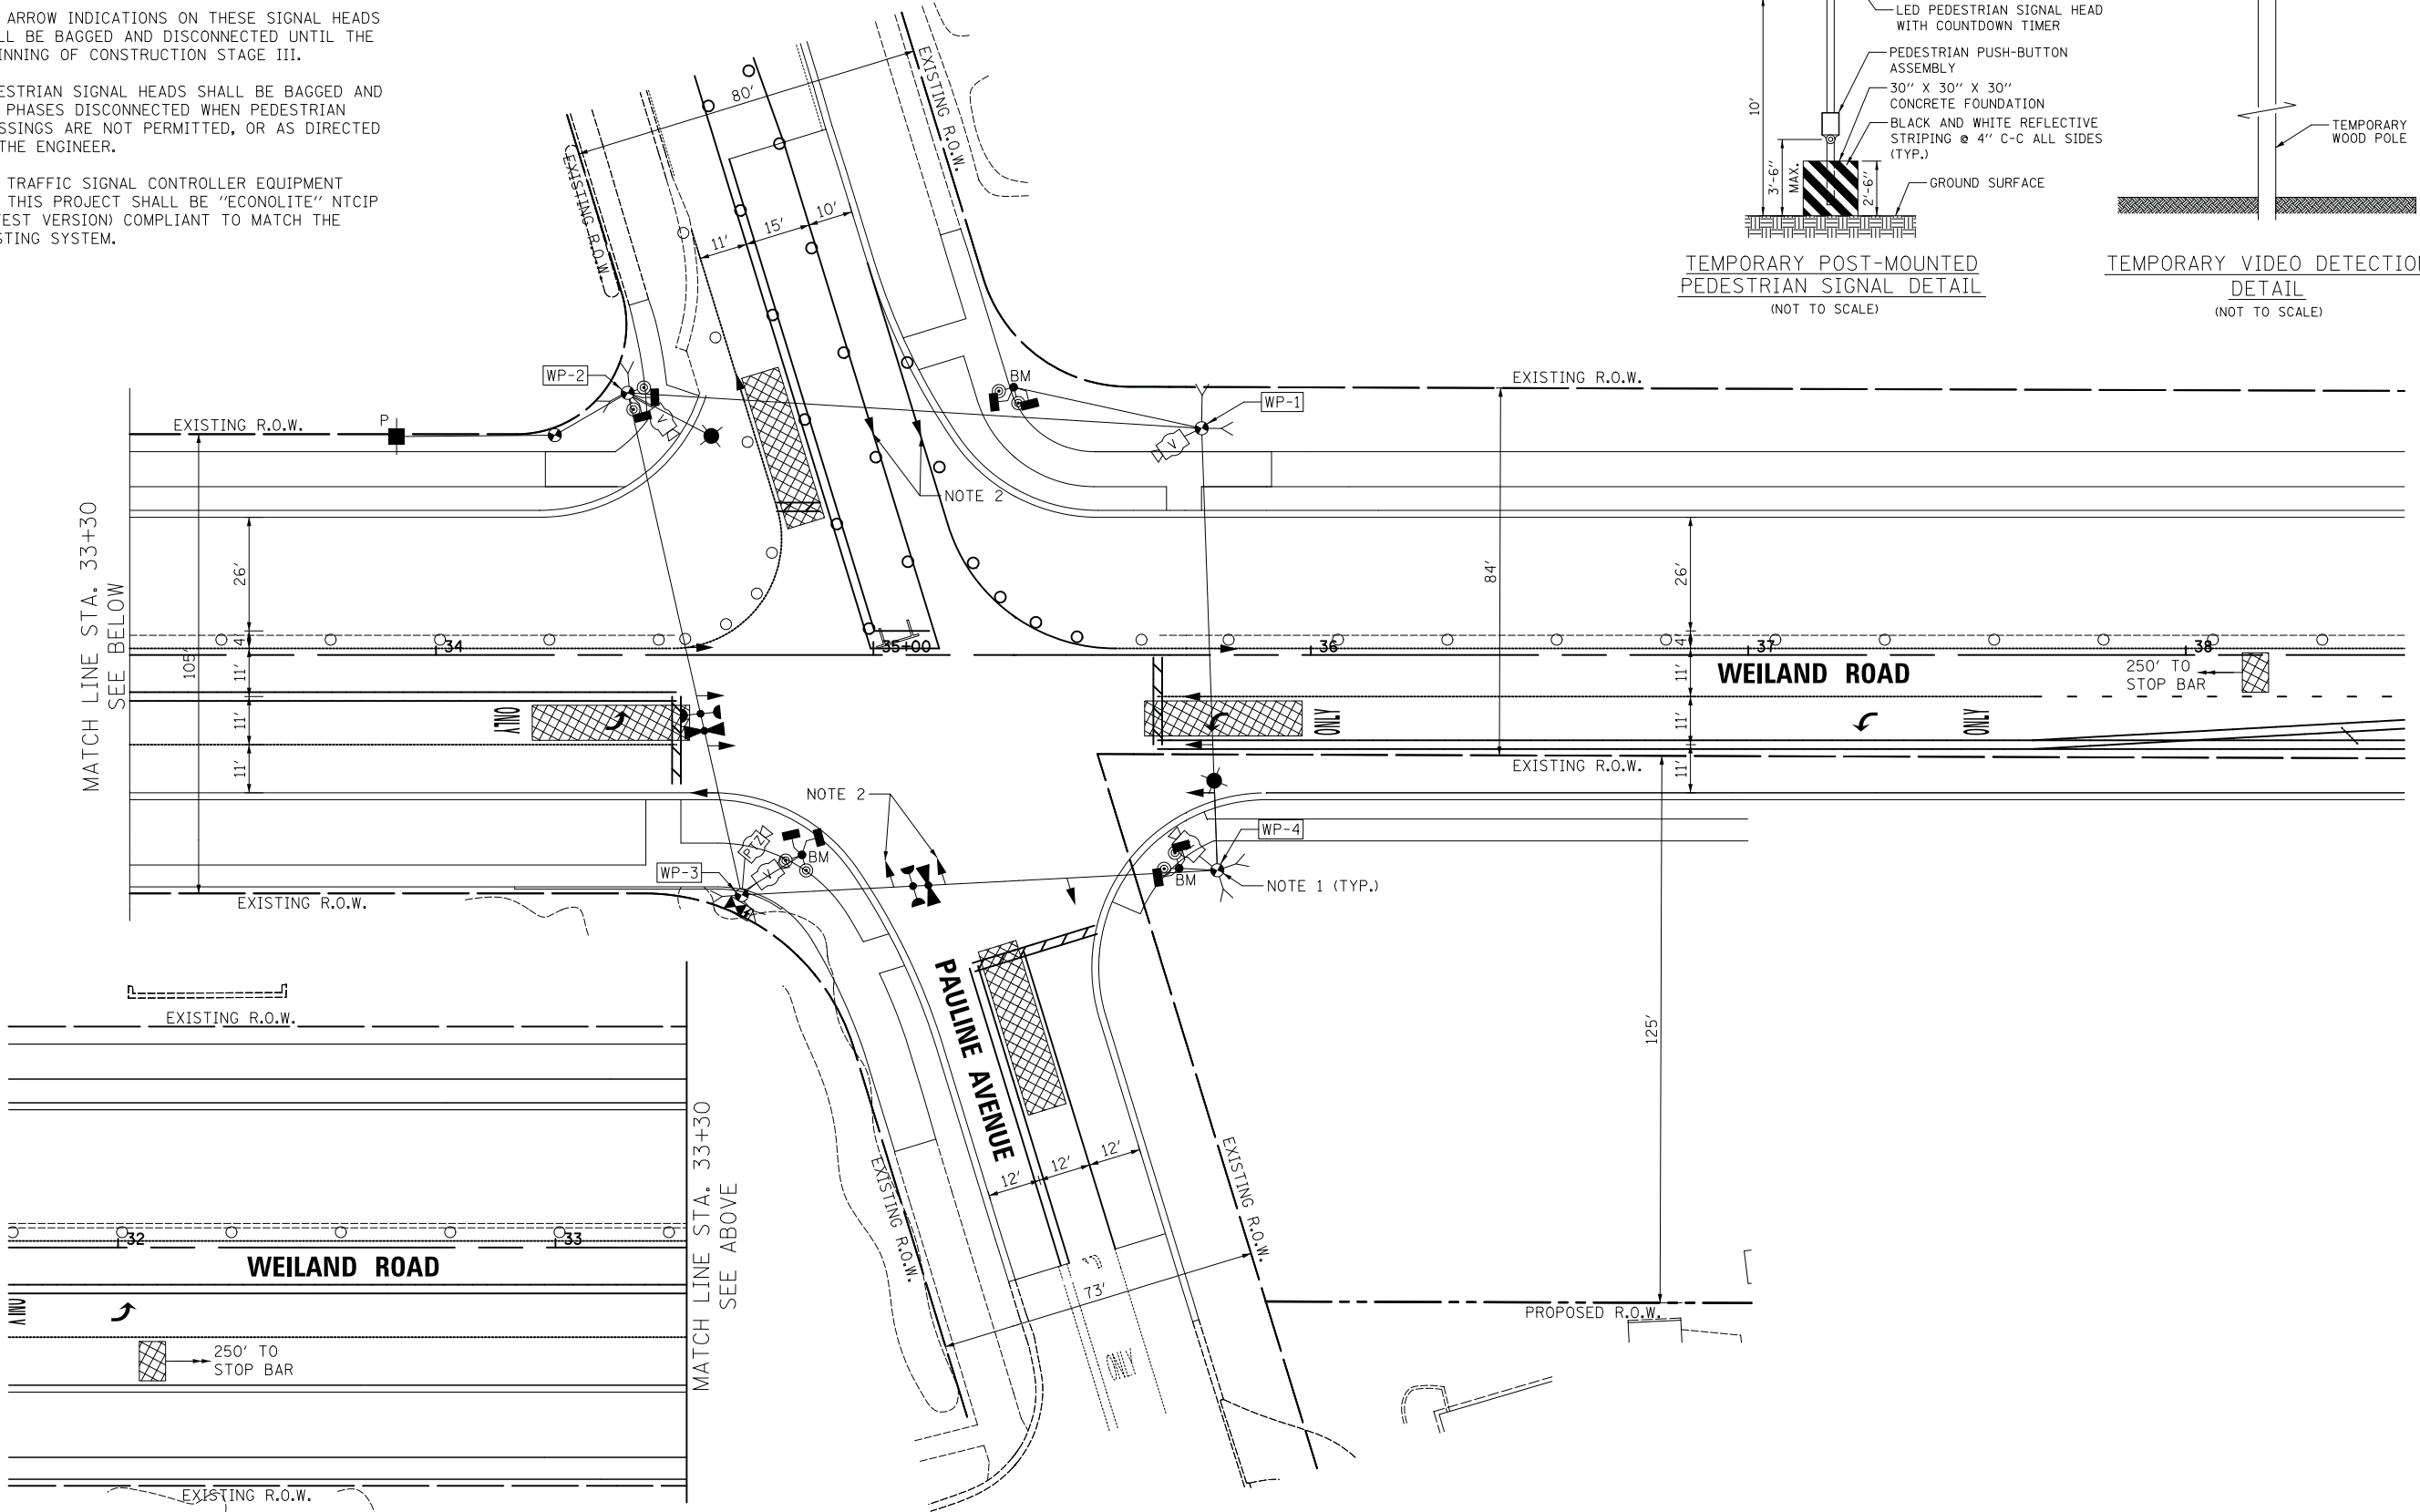 ARROW INDICATIONS ON THESE SIGNAL HEADS
BE BAGGED AND DISCONNECTED UNTIL THE
OF CONSTRUCTION STAGE III.
SIGNAL HEADS SHALL BE BAGGED AND
PHASES DISCONNECTED WHEN PEDESTRIAN
ARE NOT PERMITTED, OR AS DIRECTED
THE ENGINEER.
TRAFFIC SIGNAL CONTROLLER EQUIPMENT
THIS PROJECT SHALL BE "ECONOLITE" NTCIP
VERSION) COMPLIANT TO MATCH THE
SYSTEM.
LED PEDESTRIAN SIGNAL HEAD
WITH COUNTDOWN TIMER
PEDESTRIAN PUSH-BUTTON
ASSEMBLY
30" X 30" X 30"
CONCRETE FOUNDATION
BLACK AND WHITE REFLECTIVE
STRIPING @ 4" C-C ALL SIDES
(TYP.)
GROUND SURFACE
10'
3'-6"
MAX.
2'-6"
TEMPORARY POST-MOUNTED
PEDESTRIAN SIGNAL DETAIL
(NOT TO SCALE)
TEMPORARY
WOOD POLE
TEMPORARY VIDEO DETECTION
DETAIL
(NOT TO SCALE)
80'
EXISTING R.O.W.
EXISTING R.O.W.
EXISTING R.O.W.
11'
15'
10'
WP-2
BM
WP-1
EXISTING R.O.W.
EXISTING R.O.W.
P
V
V
NOTE 2
MATCH LINE STA. 33+30
SEE BELOW
105'
26'
4'
11'
11'
11'
84'
26'
4'
11'
11'
11'
34
35+00
36
37
38
WEILAND ROAD
250' TO
STOP BAR
ONLY
ONLY
ONLY
EXISTING R.O.W.
NOTE 2
PTZ
V
BM
WP-3
WP-4
BM
NOTE 1 (TYP.)
EXISTING R.O.W.
PAULINE AVENUE
125'
12'
12'
12'
EXISTING R.O.W.
EXISTING R.O.W.
73'
ONLY
PROPOSED R.O.W.
EXISTING R.O.W.
MATCH LINE STA. 33+30
SEE ABOVE
32
33
WEILAND ROAD
ONLY
250' TO
STOP BAR
EXISTING R.O.W.